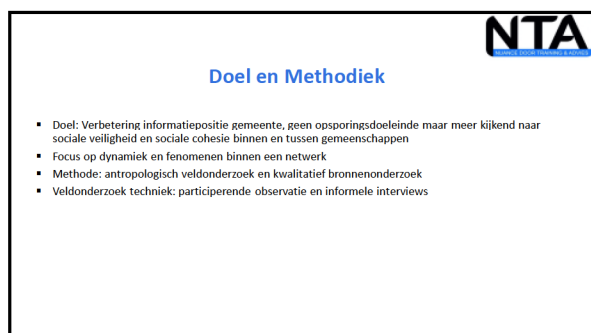 NTA
NUANCE DOOR TRAINING & ADVIES
Doel en Methodiek
▪ Doel: Verbetering informatiepositie gemeente, geen opsporingsdoeleinde maar meer kijkend naar
sociale veiligheid en sociale cohesie binnen en tussen gemeenschappen
▪ Focus op dynamiek en fenomenen binnen een netwerk
▪ Methode: antropologisch veldonderzoek en kwalitatief bronnenonderzoek
▪ Veldonderzoek techniek: participerende observatie en informele interviews